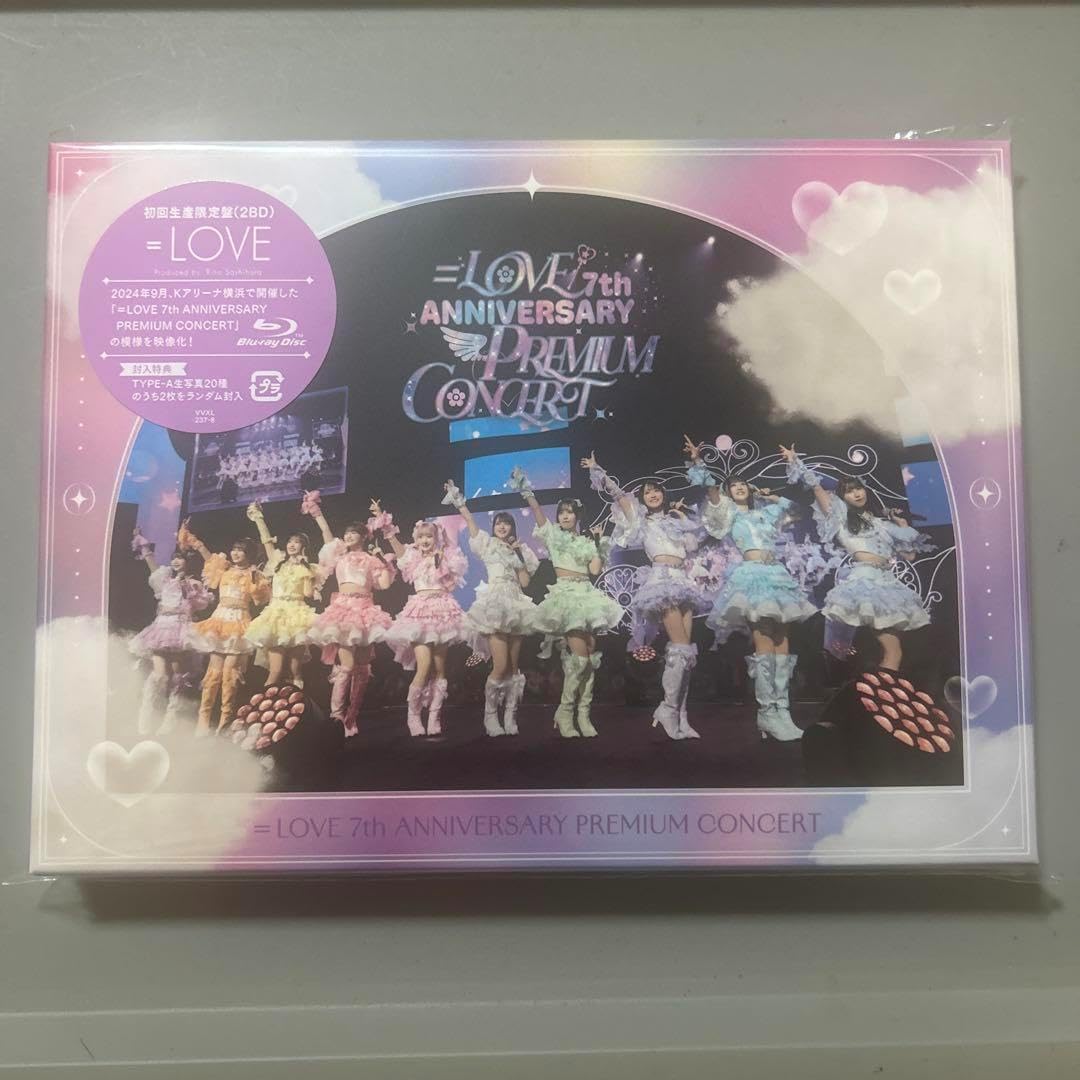 初回生産限定盤(2BD)
=LOVE
Produced by Rino Sashihara
2024年9月、Kアリーナ横浜で開催した
「=LOVE 7th ANNIVERSARY
PREMIUM CONCERT」
の模様を映像化!
Blu-ray Disc
TM
封入特典
TYPE-A生写真20種
のうち2枚をランダム封入
プラ
VVXL
237-8
=LOVE 7th
ANNIVERSARY
PREMIUM
CONCERT
=LOVE 7th ANNIVERSARY PREMIUM CONCERT